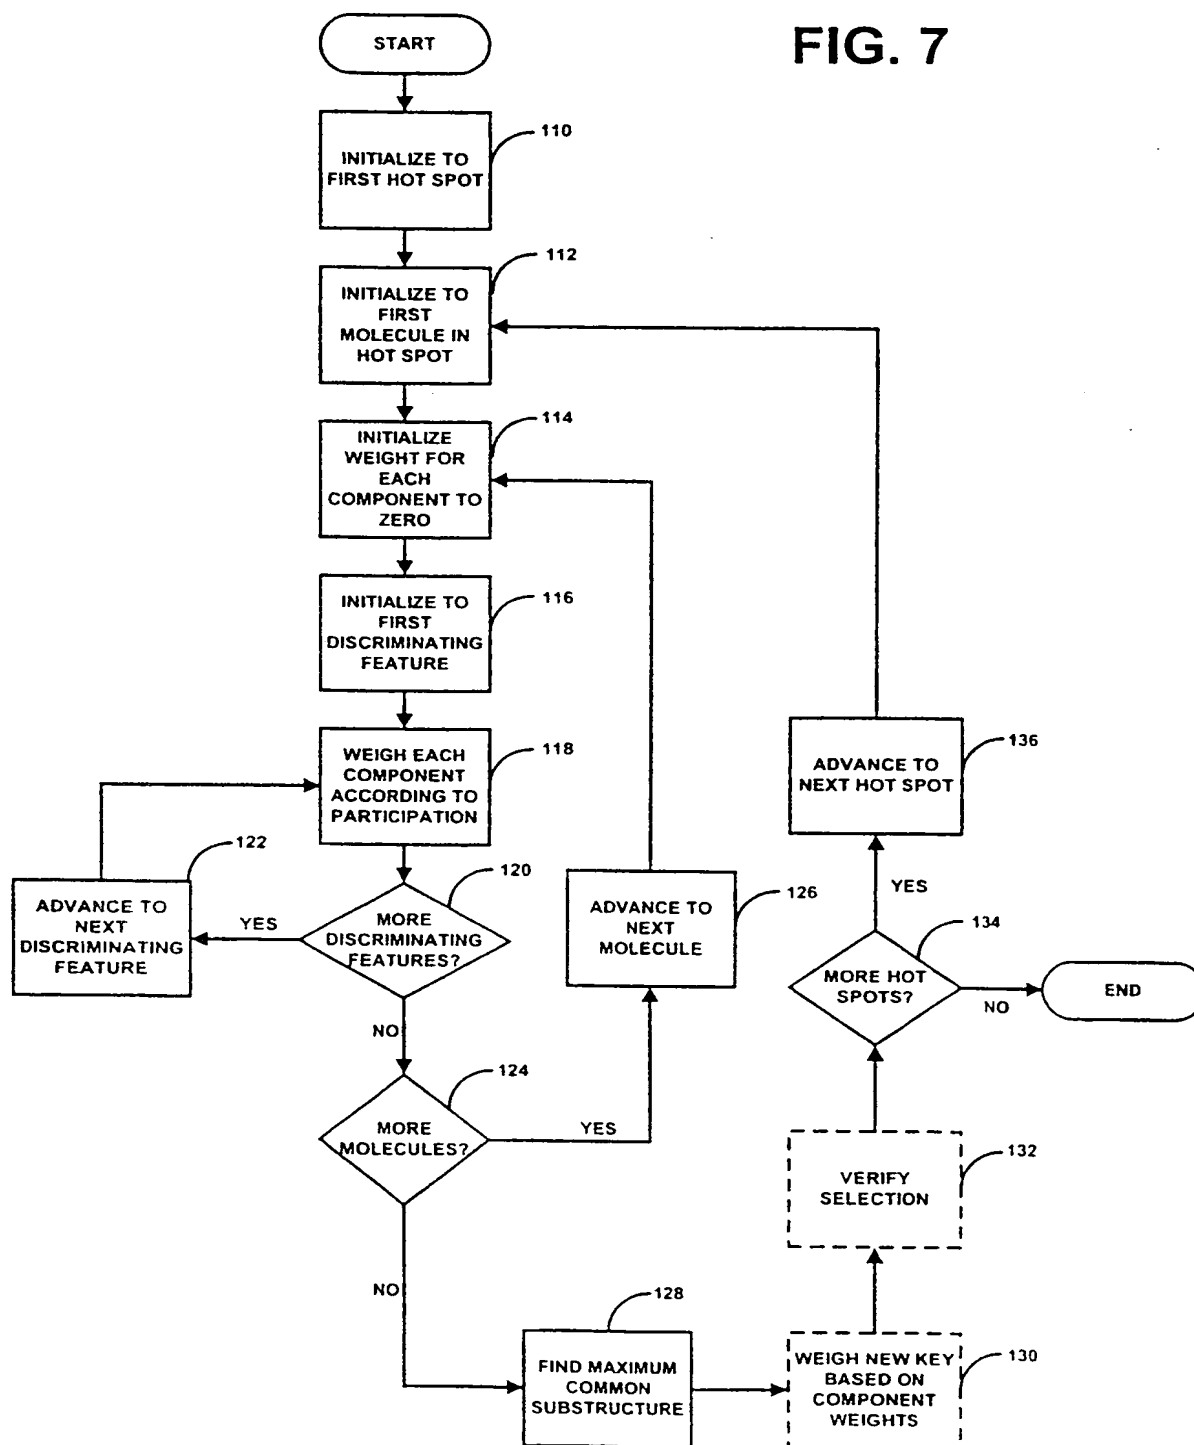 FIG. 7
START
110
INITIALIZE TO
FIRST HOT SPOT
112
INITIALIZE TO
FIRST
MOLECULE IN
HOT SPOT
114
INITIALIZE
WEIGHT FOR
EACH
COMPONENT TO
ZERO
116
INITIALIZE TO
FIRST
DISCRIMINATING
FEATURE
118
WEIGH EACH
COMPONENT
ACCORDING TO
PARTICIPATION
122
ADVANCE TO
NEXT
DISCRIMINATING
FEATURE
YES
120
MORE
DISCRIMINATING
FEATURES?
NO
126
ADVANCE TO
NEXT
MOLECULE
124
MORE
MOLECULES?
YES
NO
128
FIND MAXIMUM
COMMON
SUBSTRUCTURE
130
WEIGH NEW KEY
BASED ON
COMPONENT
WEIGHTS
132
VERIFY
SELECTION
134
MORE HOT
SPOTS?
YES
NO
END
136
ADVANCE TO
NEXT HOT SPOT